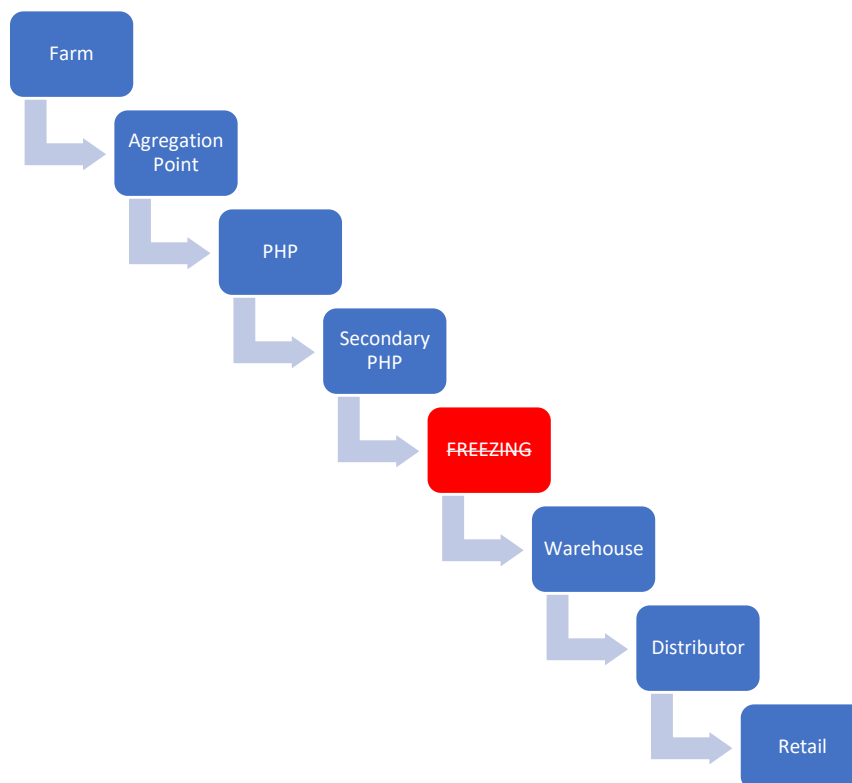 Farm
Agregation
Point
PHP
Secondary
PHP
FREEZING
Warehouse
Distributor
Retail